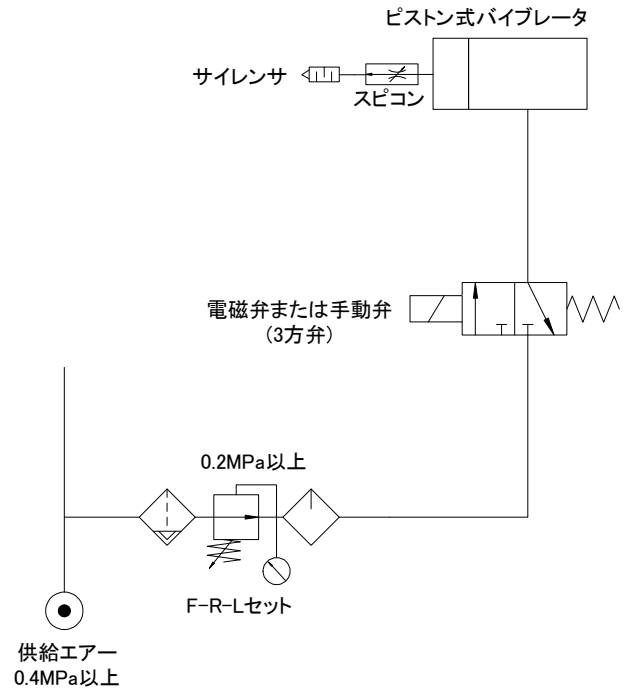 ピストン式バイブレータ
サイレンサ
スピコン
電磁弁または手動弁
(3方弁)
0.2MPa以上
F-R-Lセット
供給エアー
0.4MPa以上